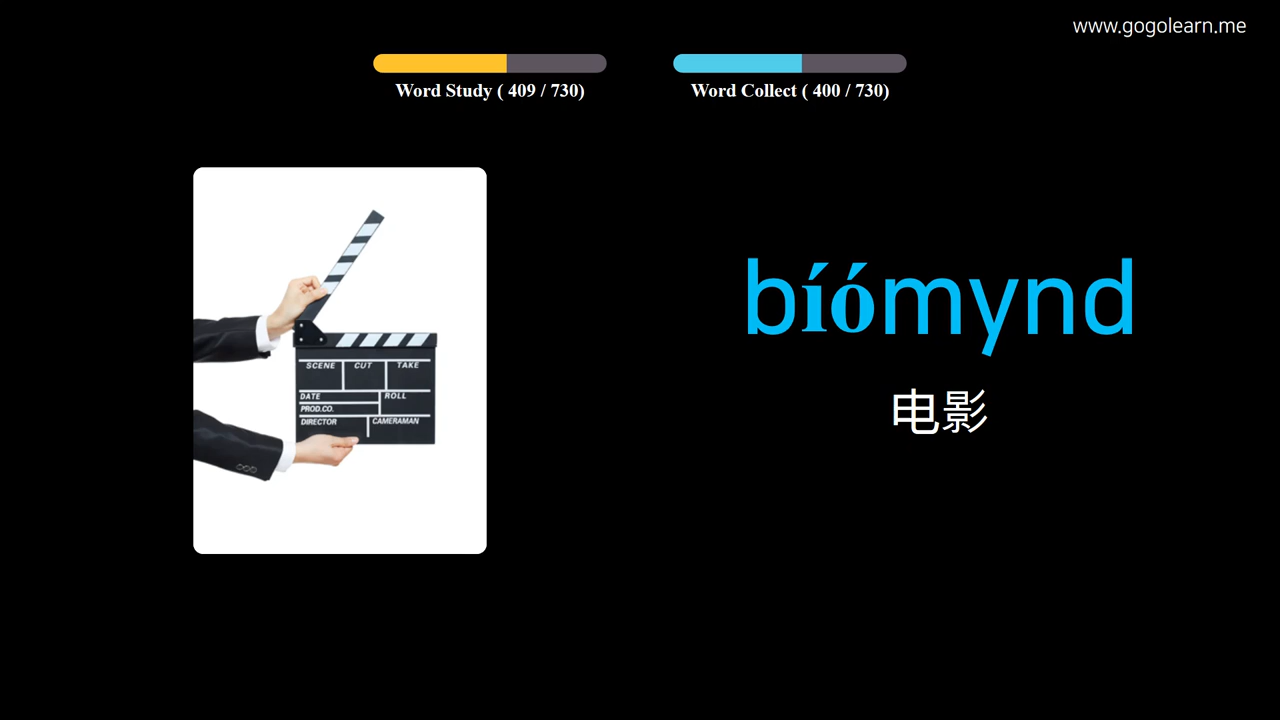 www.gogolearn.me
Word Study ( 409 / 730)
Word Collect ( 400 / 730)
SCENE CUT TAKE
DATE ROLL
PROD.CO.
DIRECTOR CAMERAMAN
bíómynd
电影